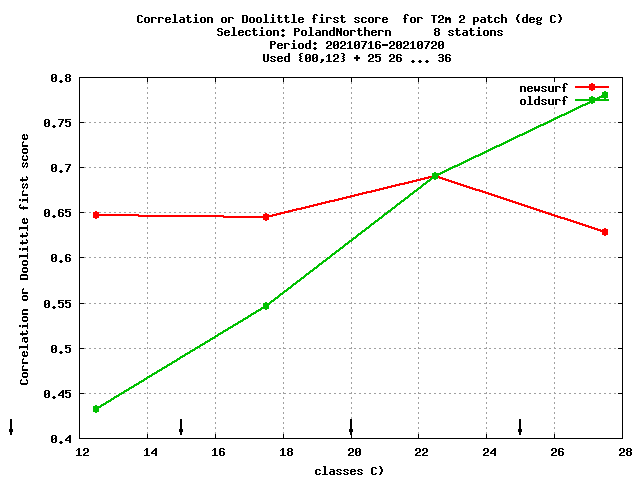 Correlation or Doolittle first score  for T2m 2 patch (deg C)
Selection: PolandNorthern      8 stations
Period: 20210716-20210720
Used {00,12} + 25 26 ... 36
newsurf
oldsurf
Correlation or Doolittle first score
0.8
0.75
0.7
0.65
0.6
0.55
0.5
0.45
0.4
12 14 16 18 20 22 24 26 28
classes C)